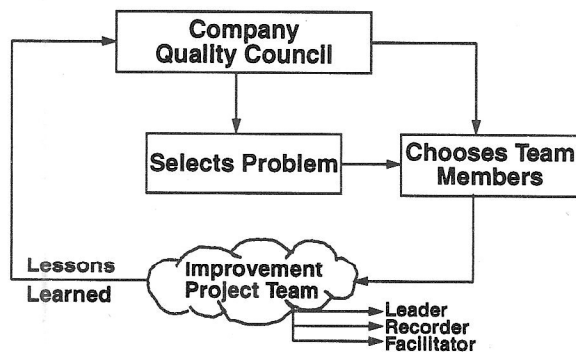 Company
Quality Council
Selects Problem
Chooses Team
Members
Improvement
Project Team
Lessons
Learned
Leader
Recorder
Facilitator